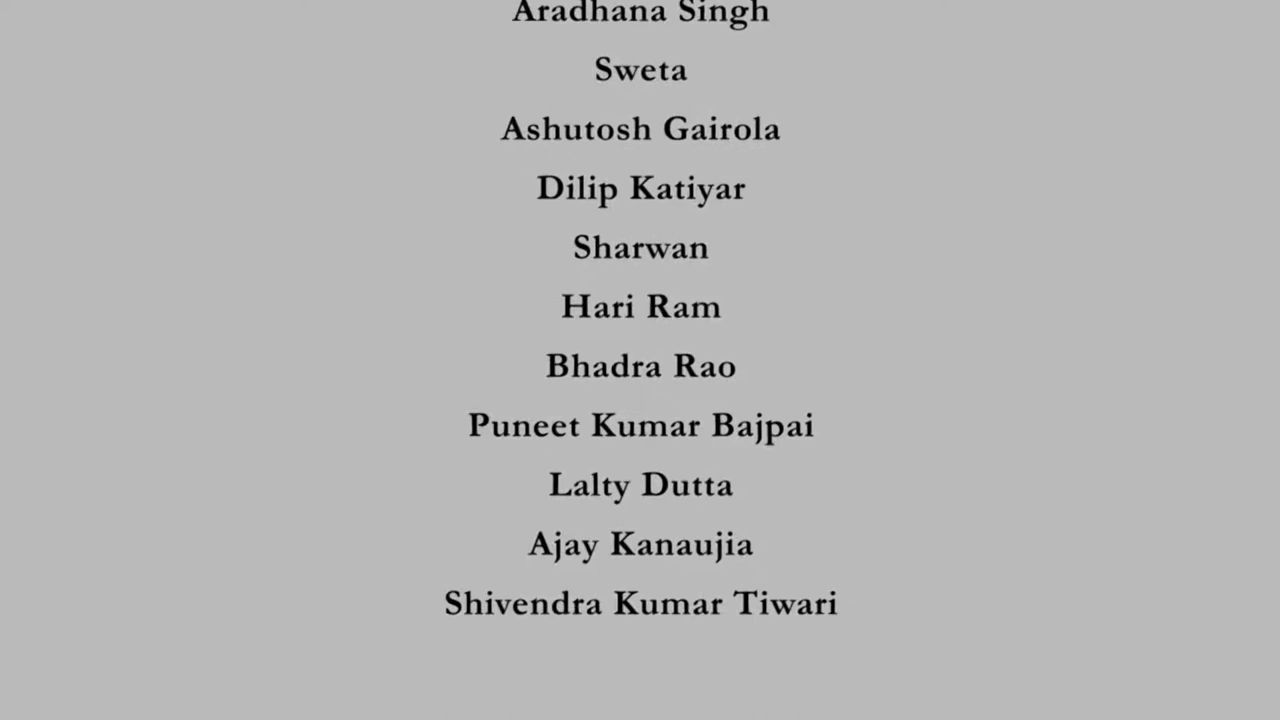 Aradhana Singh
Sweta
Ashutosh Gairola
Dilip Katiyar
Sharwan
Hari Ram
Bhadra Rao
Puneet Kumar Bajpai
Lalty Dutta
Ajay Kanaujia
Shivendra Kumar Tiwari